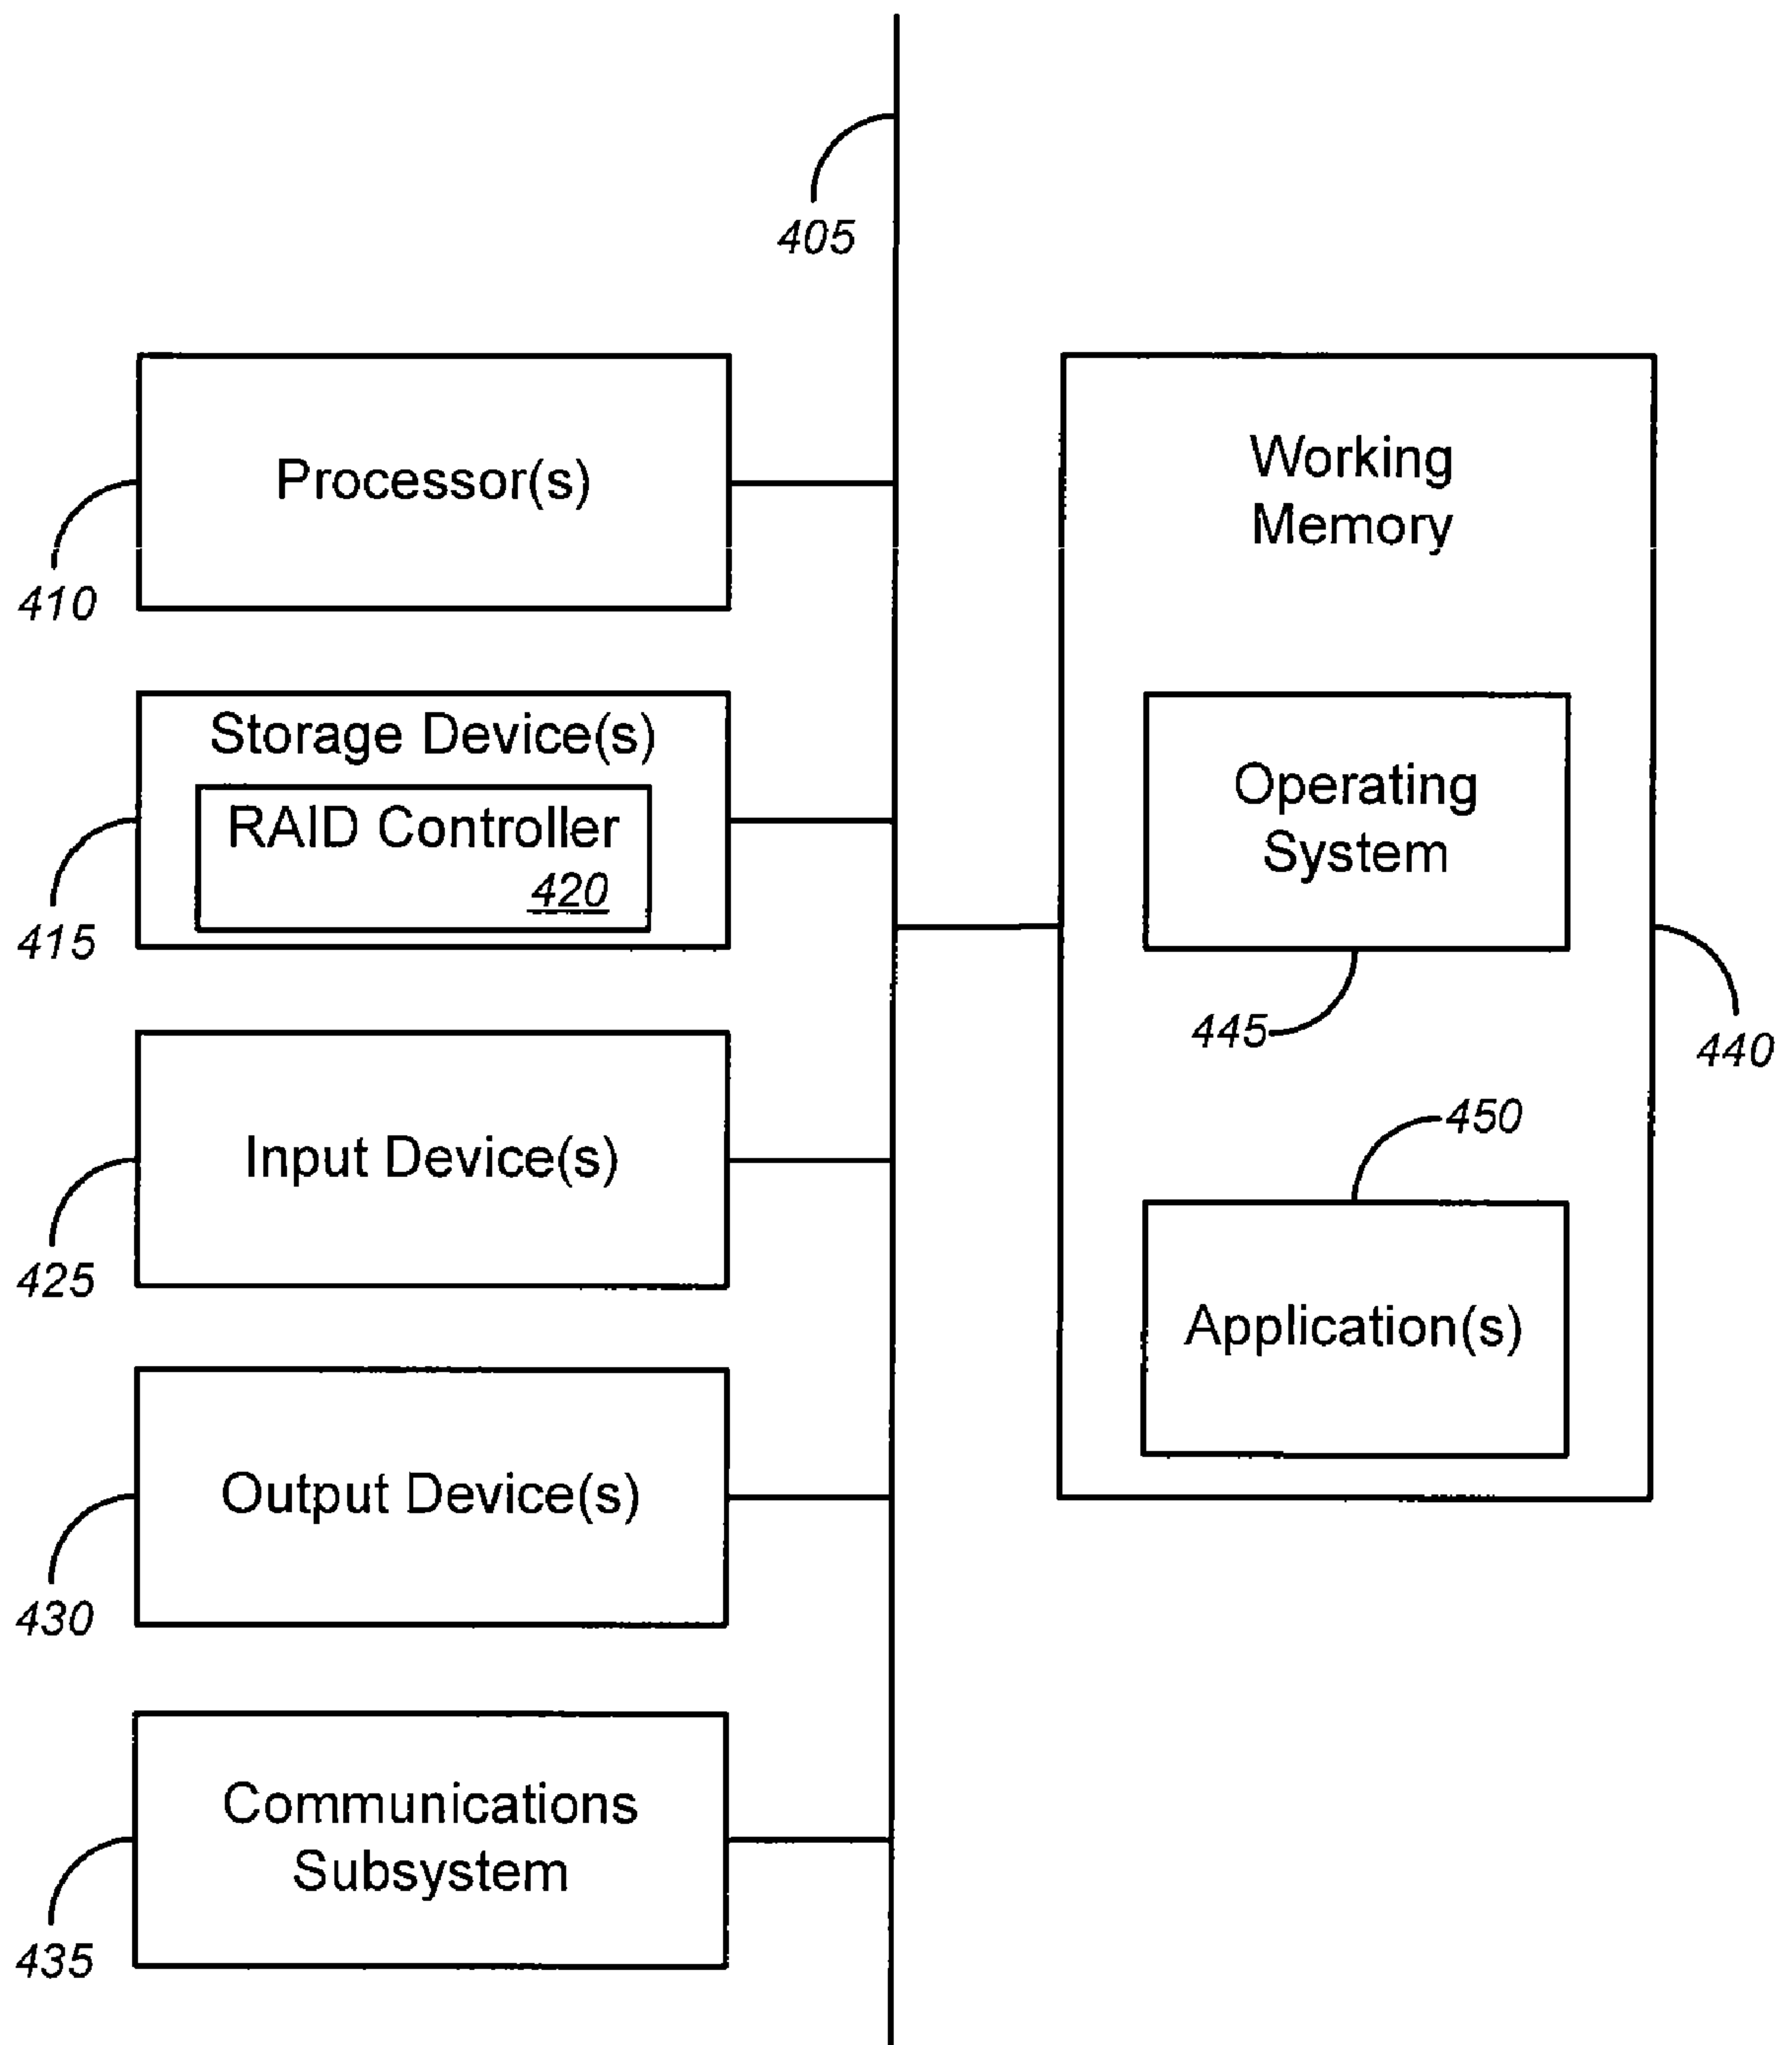 405
Processor(s)
410
Storage Device(s)
RAID Controller
420
415
Input Device(s)
425
Output Device(s)
430
Communications
Subsystem
435
Working
Memory
Operating
System
445
440
450
Application(s)